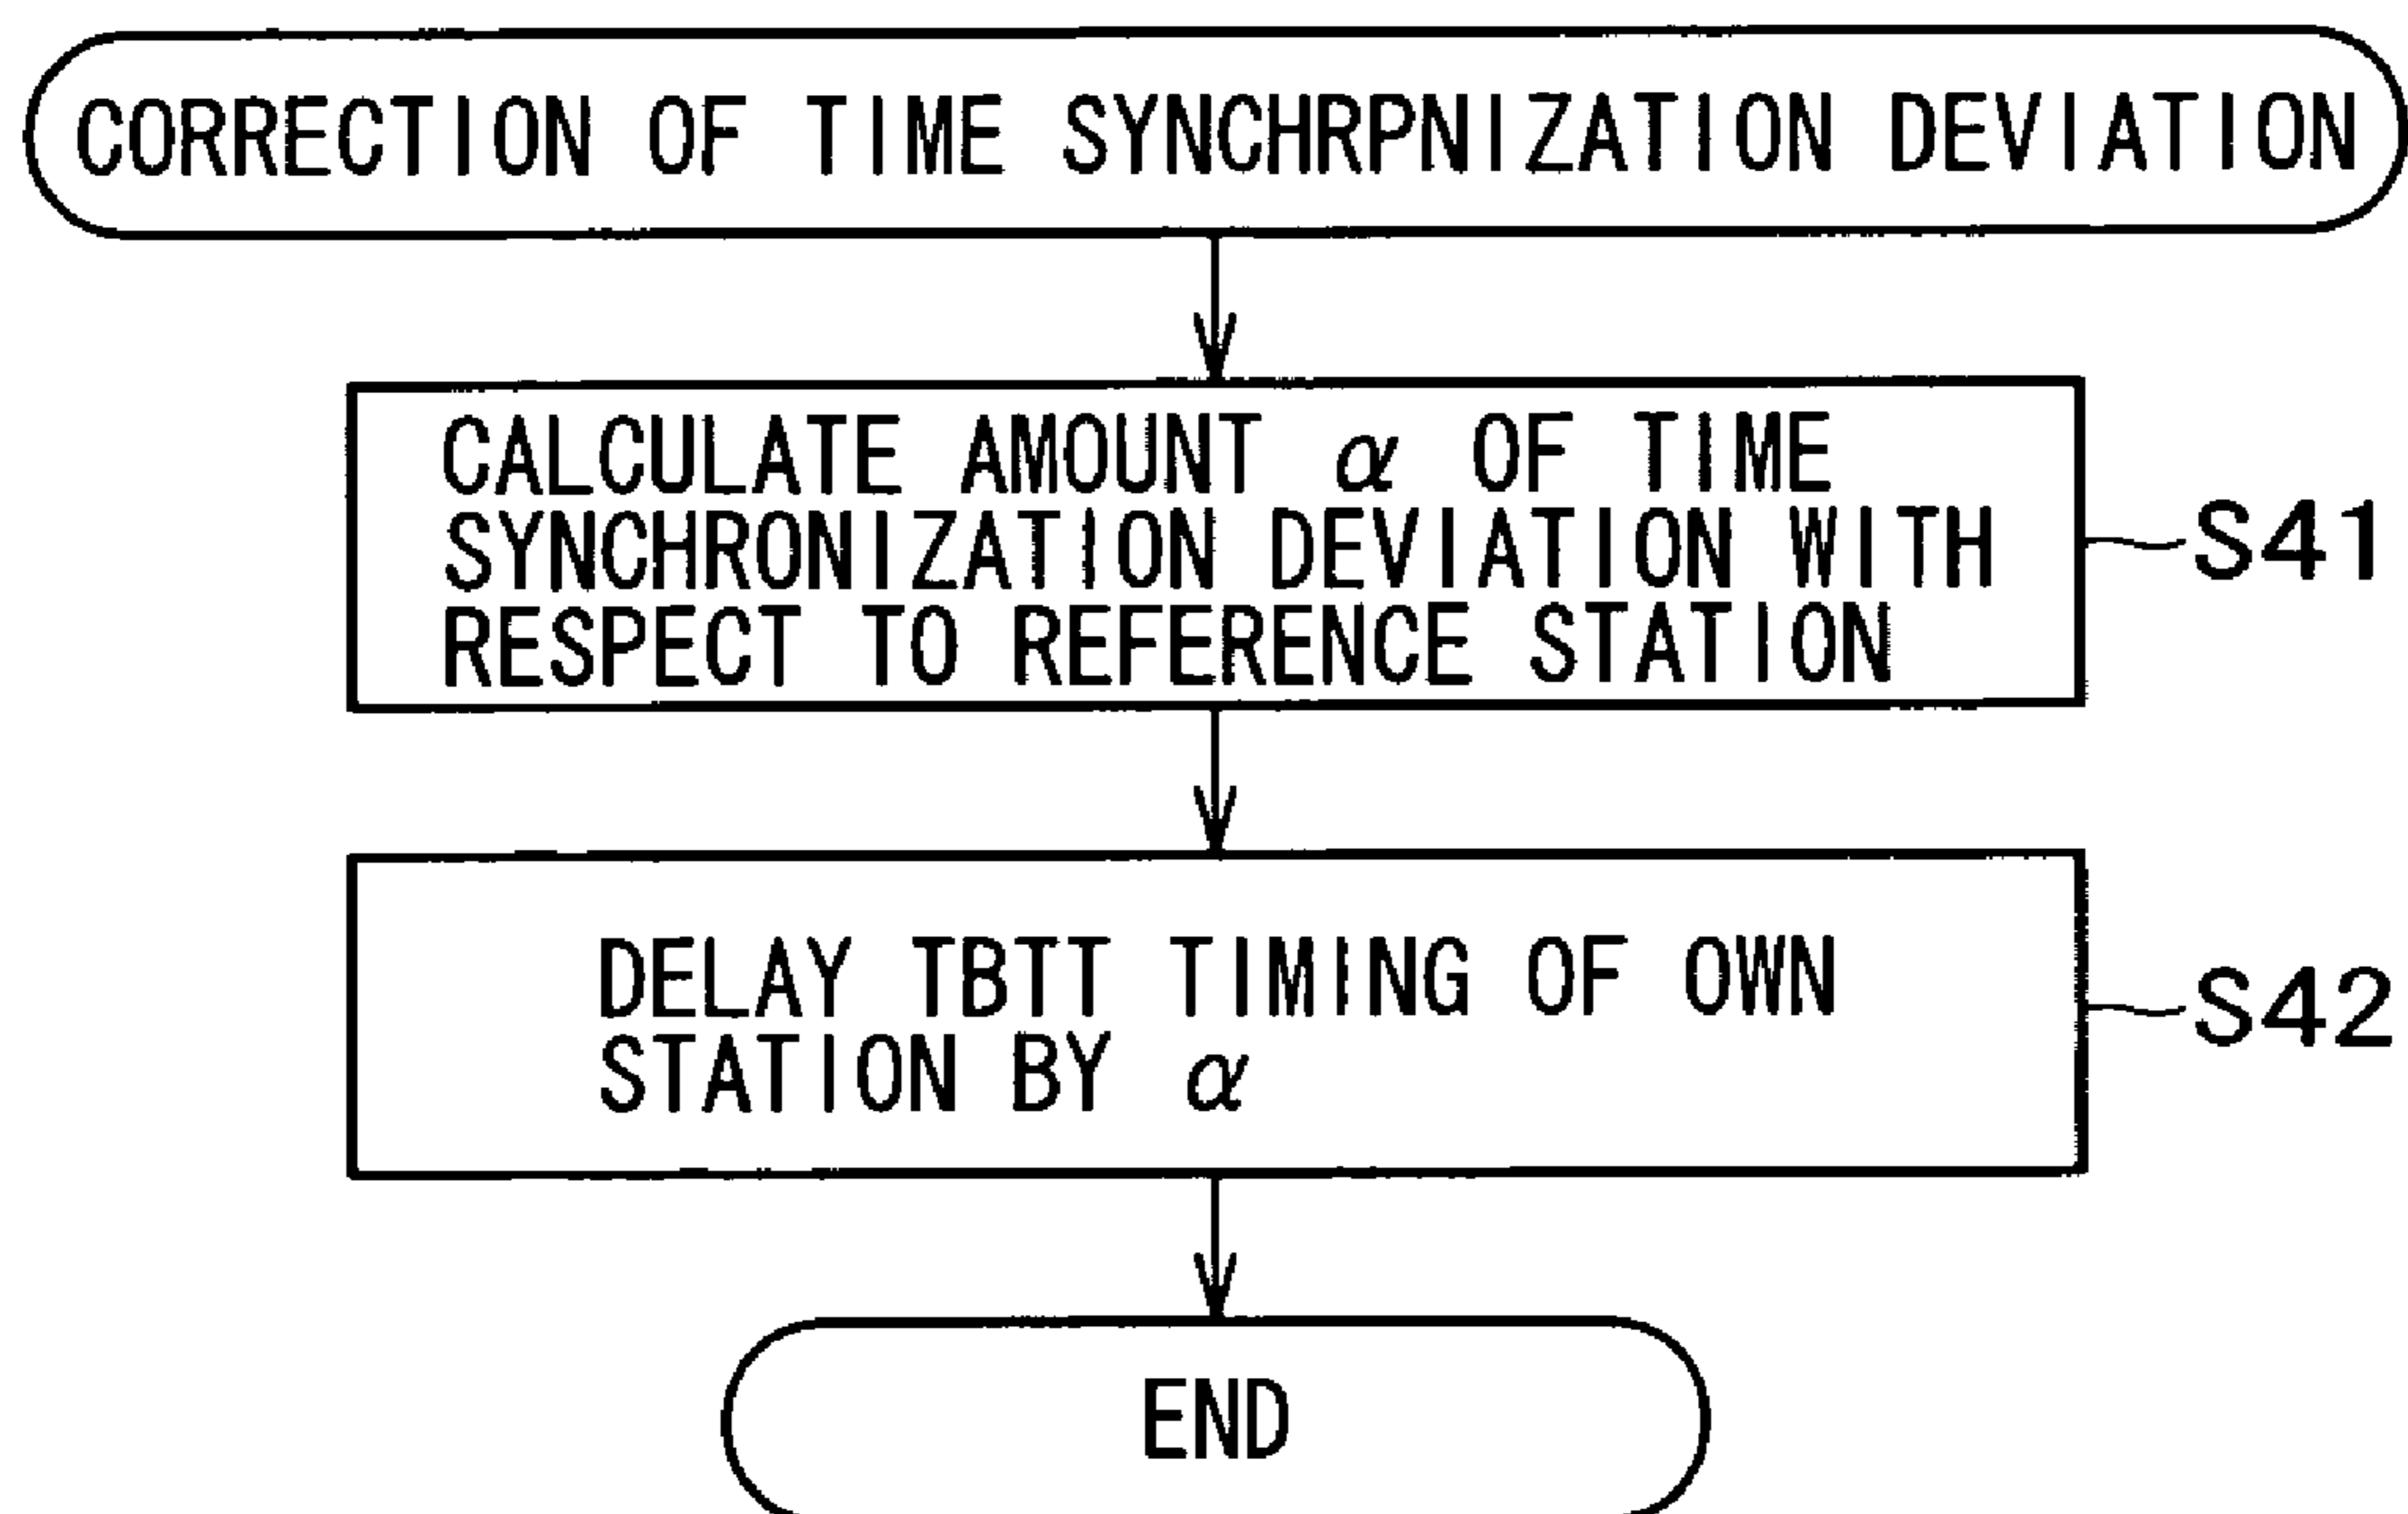 CORRECTION OF TIME SYNCHRPNIZATION DEVIATION
CALCULATE AMOUNT α OF TIME
SYNCHRONIZATION DEVIATION WITH
RESPECT TO REFERENCE STATION
S41
DELAY TBTT TIMING OF OWN
STATION BY α
S42
END